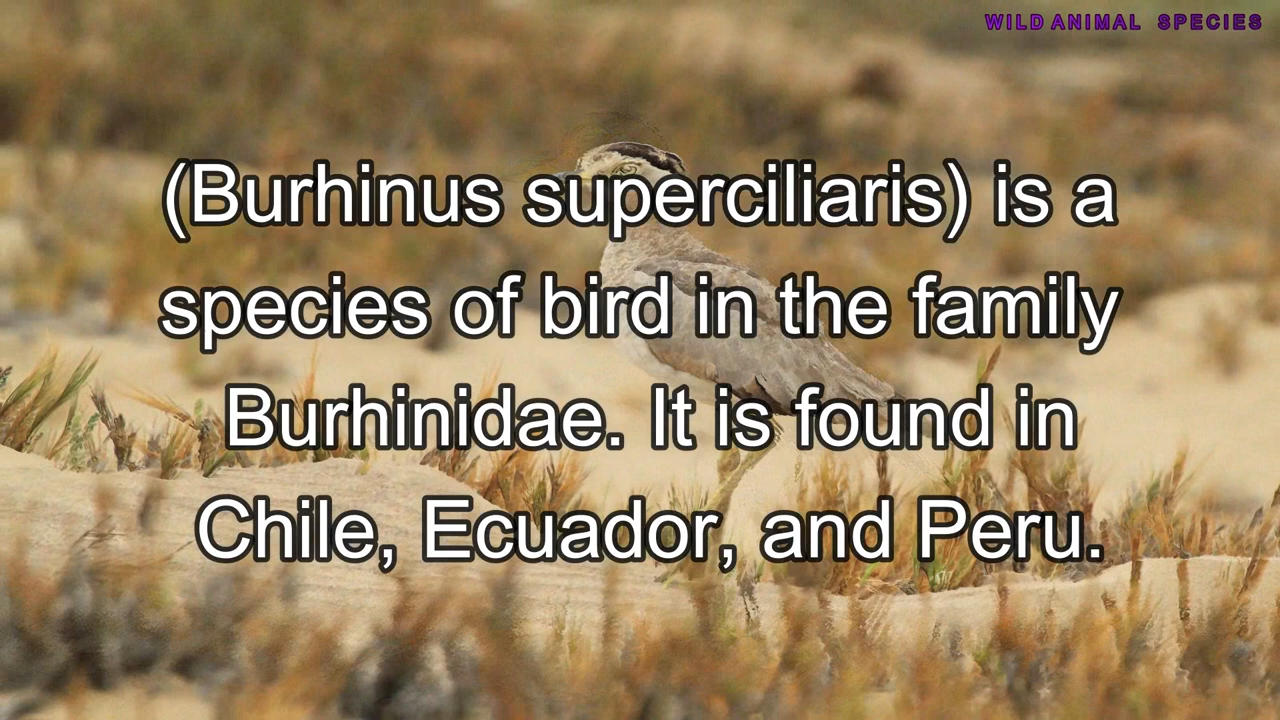 WILD ANIMAL SPECIES
(Burhinus superciliaris) is a
species of bird in the family
Burhinidae. It is found in
Chile, Ecuador, and Peru.